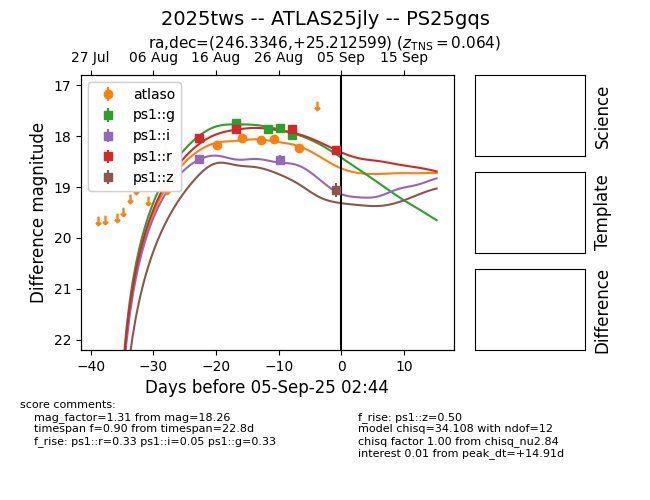 2025tws -- ATLAS25jly -- PS25gqs
ra,dec=(246.3346,+25.212599) (z_TNS = 0.064)
27 Jul 06 Aug 16 Aug 26 Aug 05 Sep 15 Sep
atlaso
ps1::g
ps1::i
ps1::r
ps1::z
17
18
19
20
21
22
Difference magnitude
−40 −30 −20 −10 0 10
Days before 05-Sep-25 02:44
Science
Template
Difference
score comments:
mag_factor=1.31 from mag=18.26
timespan f=0.90 from timespan=22.8d
f_rise: ps1::r=0.33 ps1::i=0.05 ps1::g=0.33
f_rise: ps1::z=0.50
model chisq=34.108 with ndof=12
chisq factor 1.00 from chisq_nu2.84
interest 0.01 from peak_dt=+14.91d